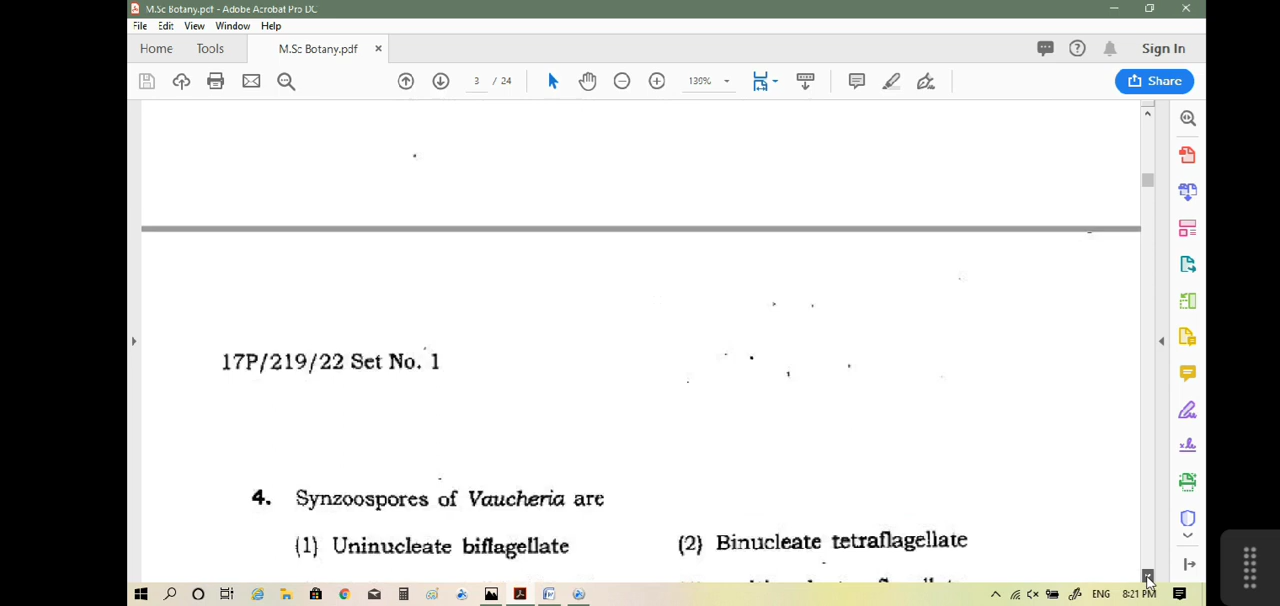 M.Sc Botany.pdf - Adobe Acrobat Pro DC
File Edit View Window Help
Home Tools M.Sc Botany.pdf × Sign In
3 / 24 139% Share
17P/219/22 Set No. 1
4. Synzoospores of Vaucheria are
(1) Uninucleate biflagellate (2) Binucleate tetraflagellate
ENG 8:21 PM